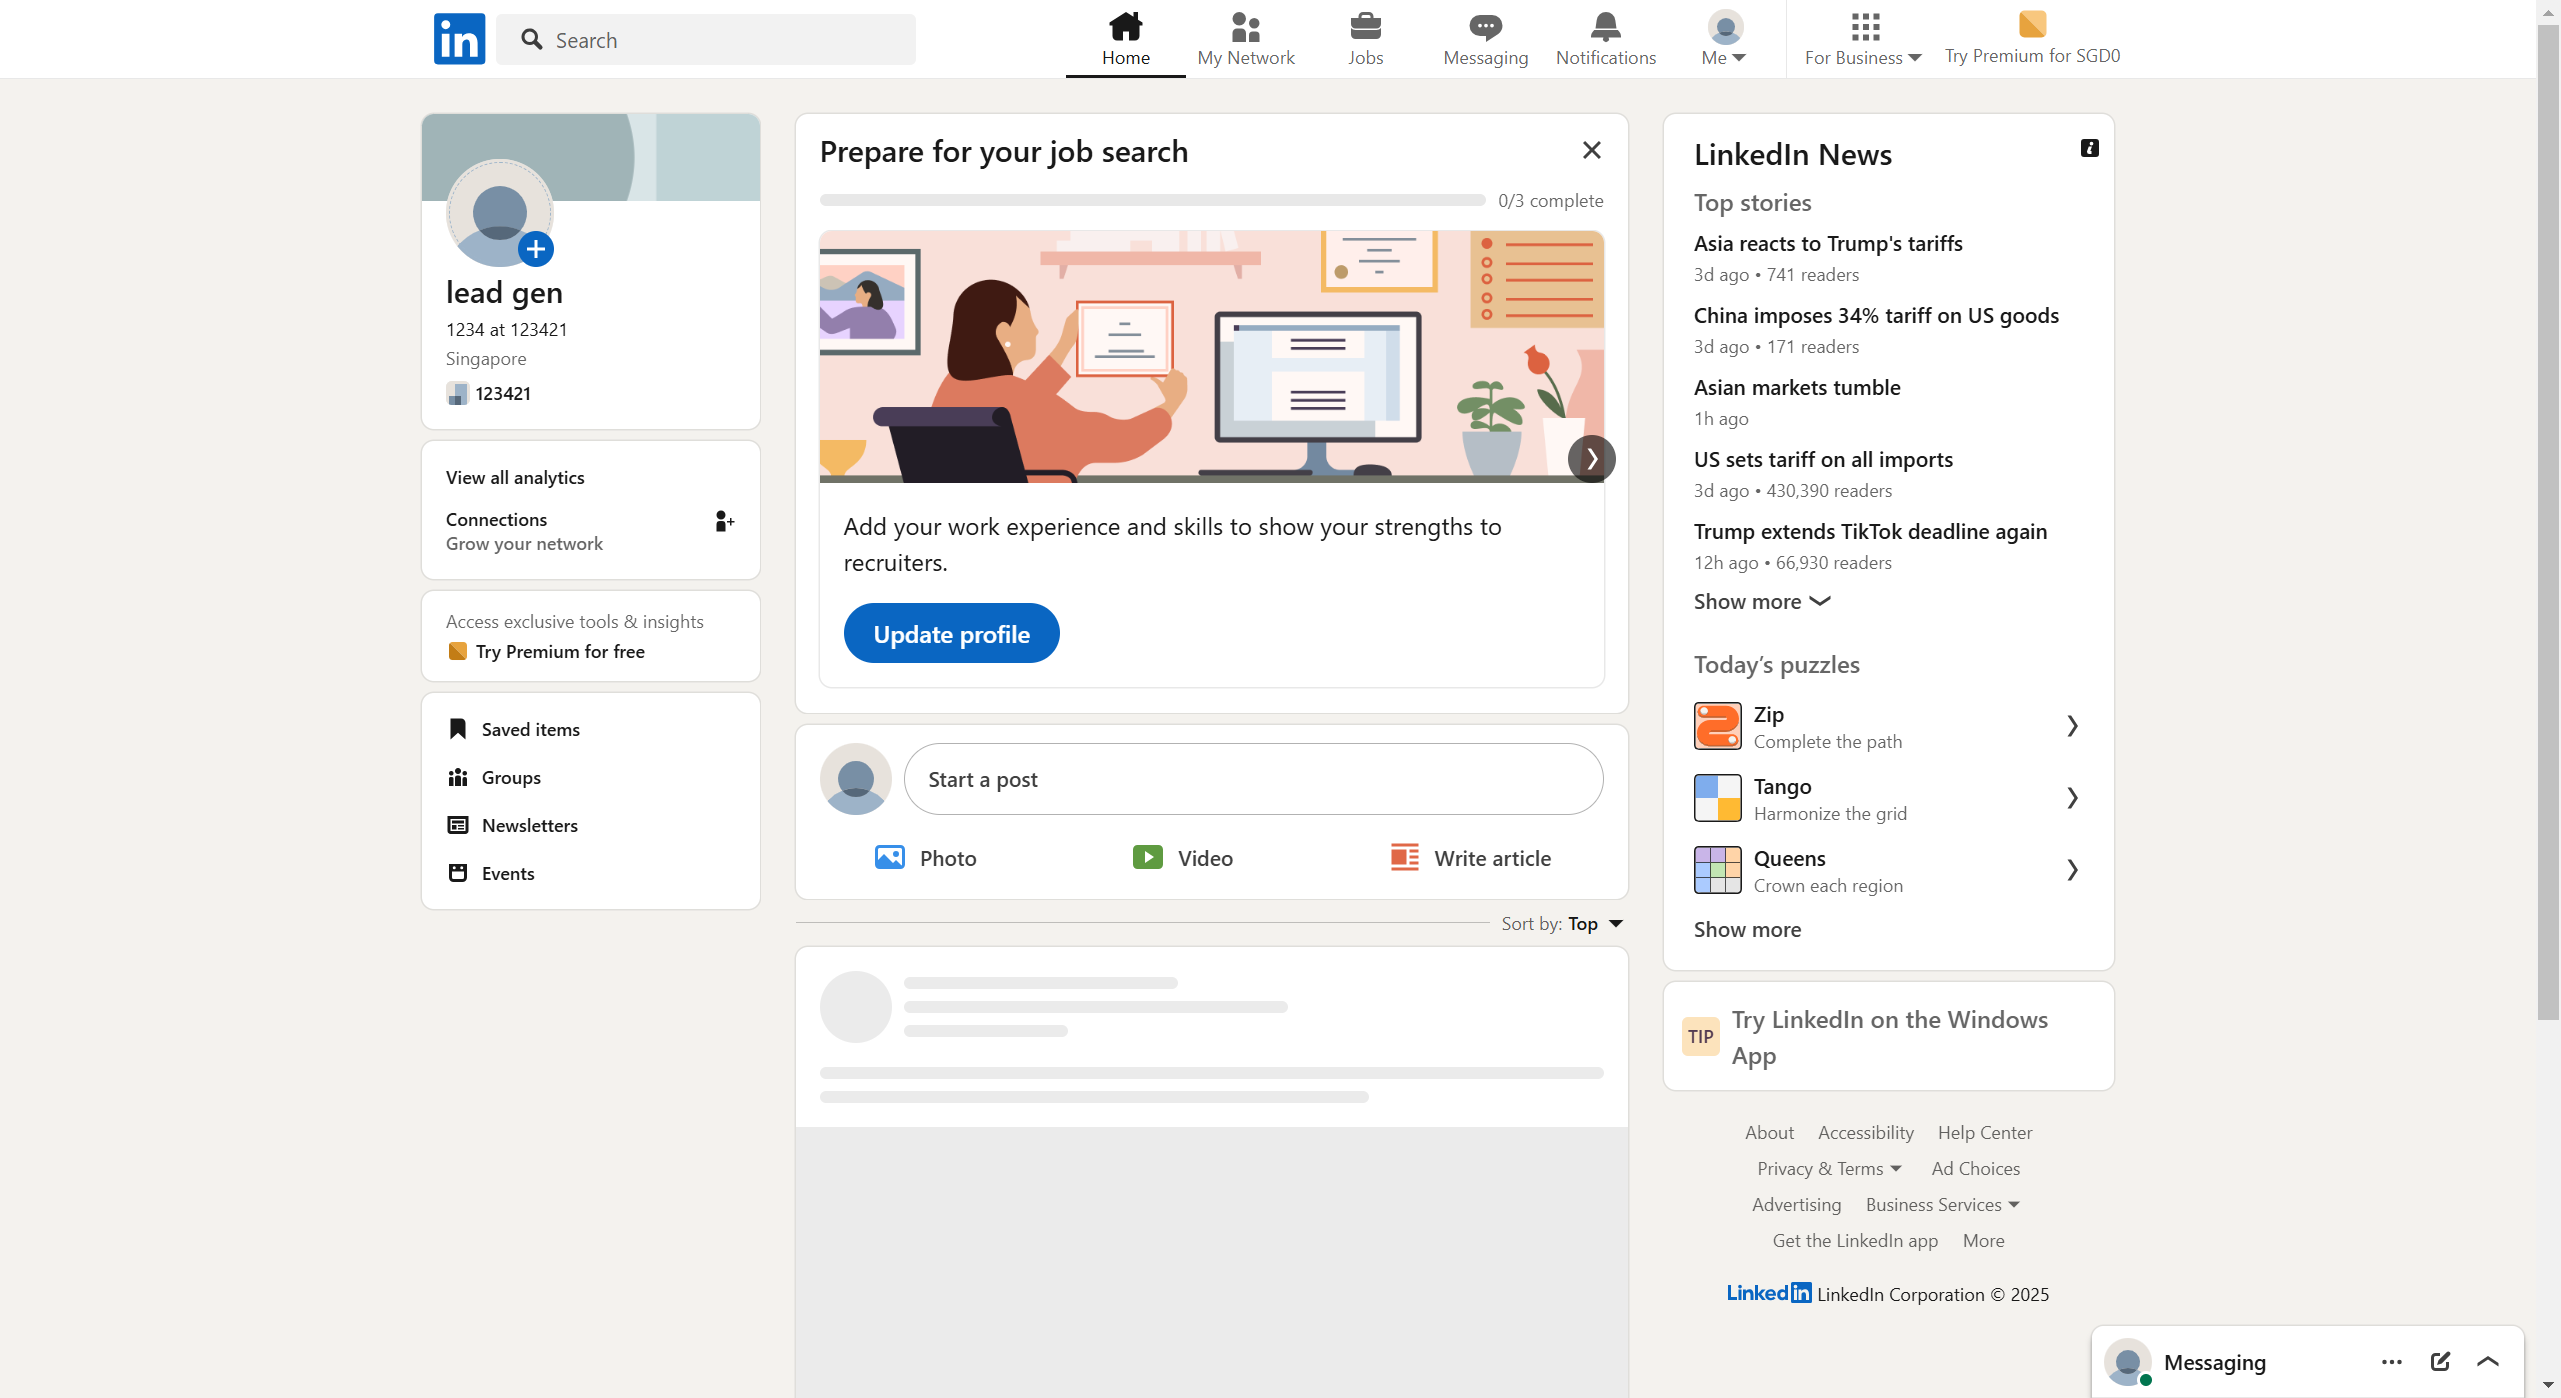 in
Search
Home
My Network
Jobs
Messaging
Notifications
Me
For Business
Try Premium for SGD0
lead gen
1234 at 123421
Singapore
123421
View all analytics
Connections
Grow your network
Access exclusive tools & insights
Try Premium for free
Saved items
Groups
Newsletters
Events
Prepare for your job search
0/3 complete
Add your work experience and skills to show your strengths to
recruiters.
Update profile
Start a post
Photo
Video
Write article
Sort by: Top
LinkedIn News
Top stories
Asia reacts to Trump's tariffs
3d ago • 741 readers
China imposes 34% tariff on US goods
3d ago • 171 readers
Asian markets tumble
1h ago
US sets tariff on all imports
3d ago • 430,390 readers
Trump extends TikTok deadline again
12h ago • 66,930 readers
Show more
Today’s puzzles
Zip
Complete the path
Tango
Harmonize the grid
Queens
Crown each region
Show more
TIP
Try LinkedIn on the Windows
App
About Accessibility Help Center
Privacy & Terms Ad Choices
Advertising Business Services
Get the LinkedIn app More
LinkedIn LinkedIn Corporation © 2025
Messaging